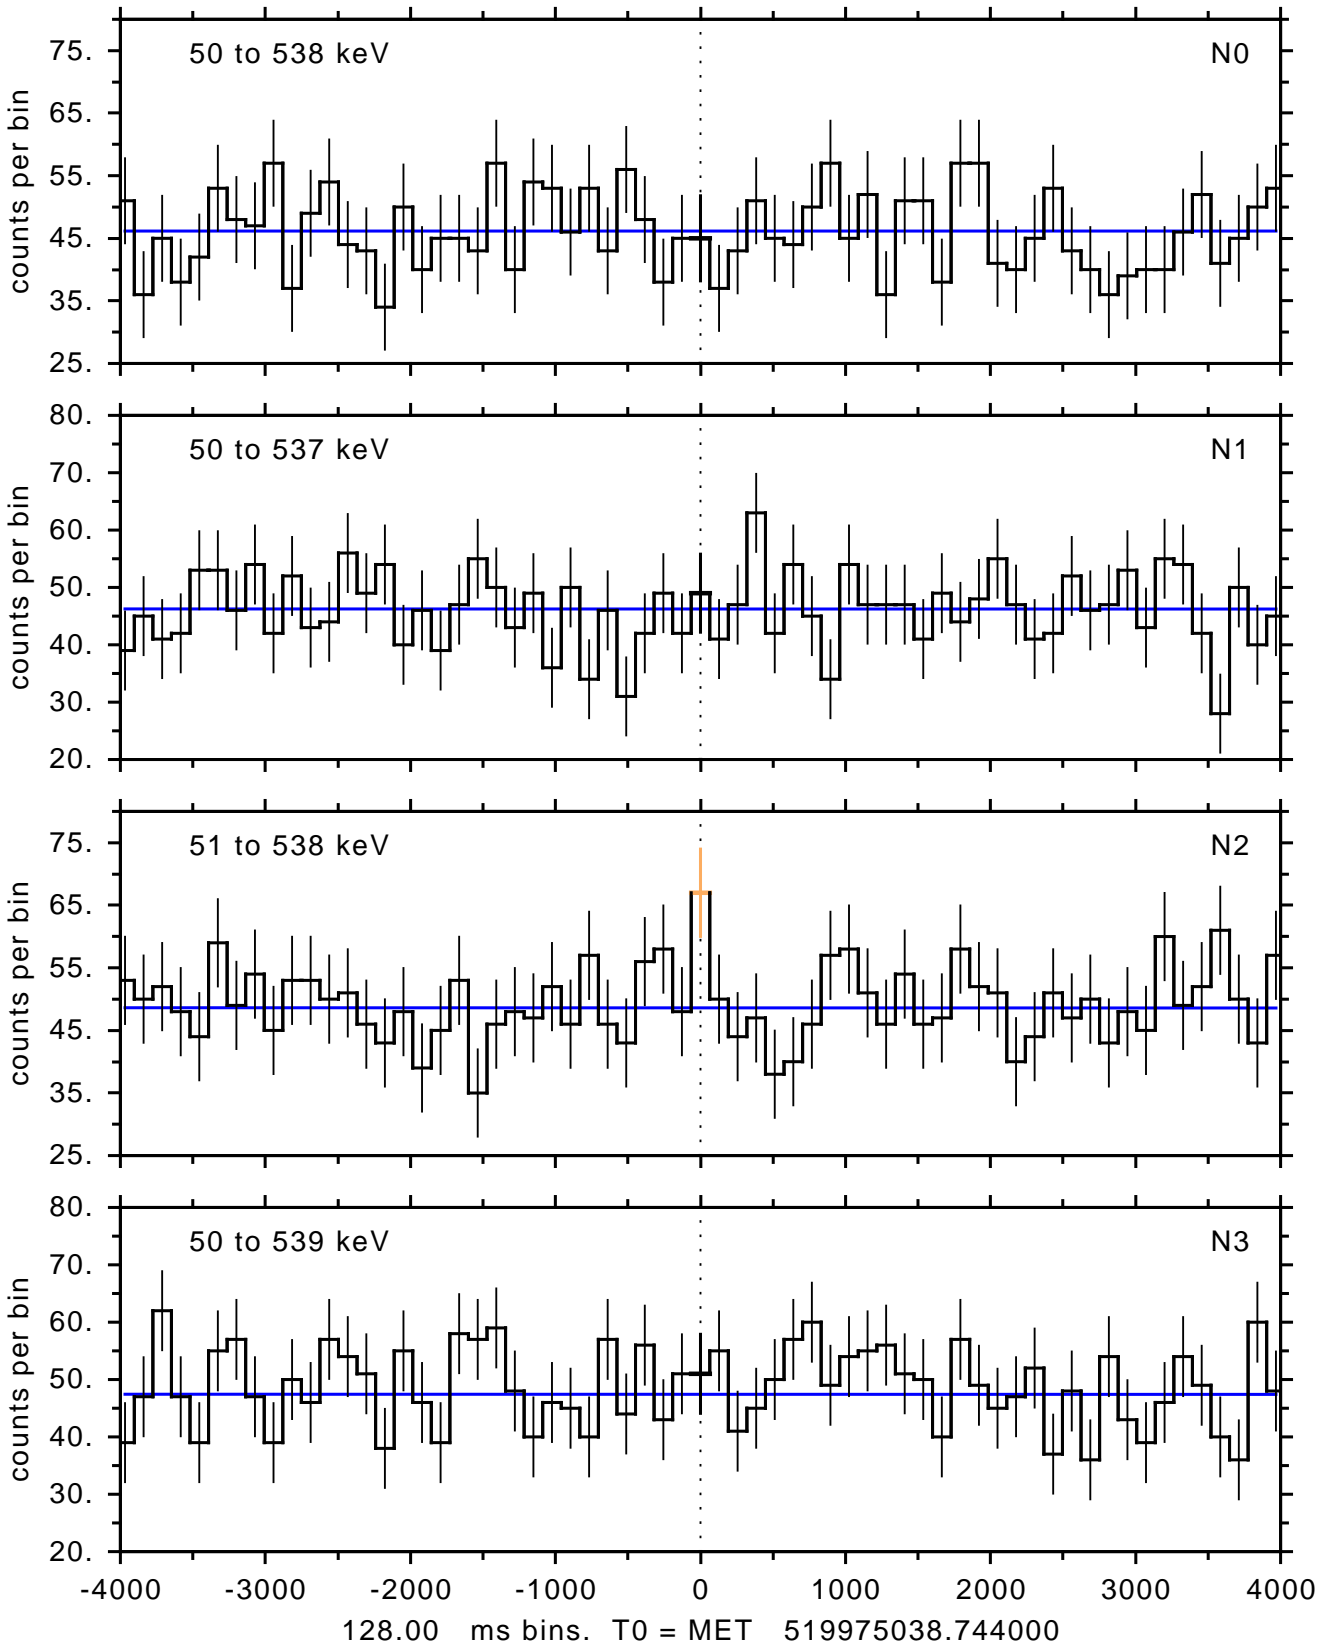 50 to 538 keV N0
75.
65.
55.
45.
35.
25.
counts per bin
50 to 537 keV N1
80.
70.
60.
50.
40.
30.
20.
counts per bin
51 to 538 keV N2
75.
65.
55.
45.
35.
25.
counts per bin
50 to 539 keV N3
80.
70.
60.
50.
40.
30.
20.
counts per bin
-4000 -3000 -2000 -1000 0 1000 2000 3000 4000
128.00 ms bins. T0 = MET 519975038.744000